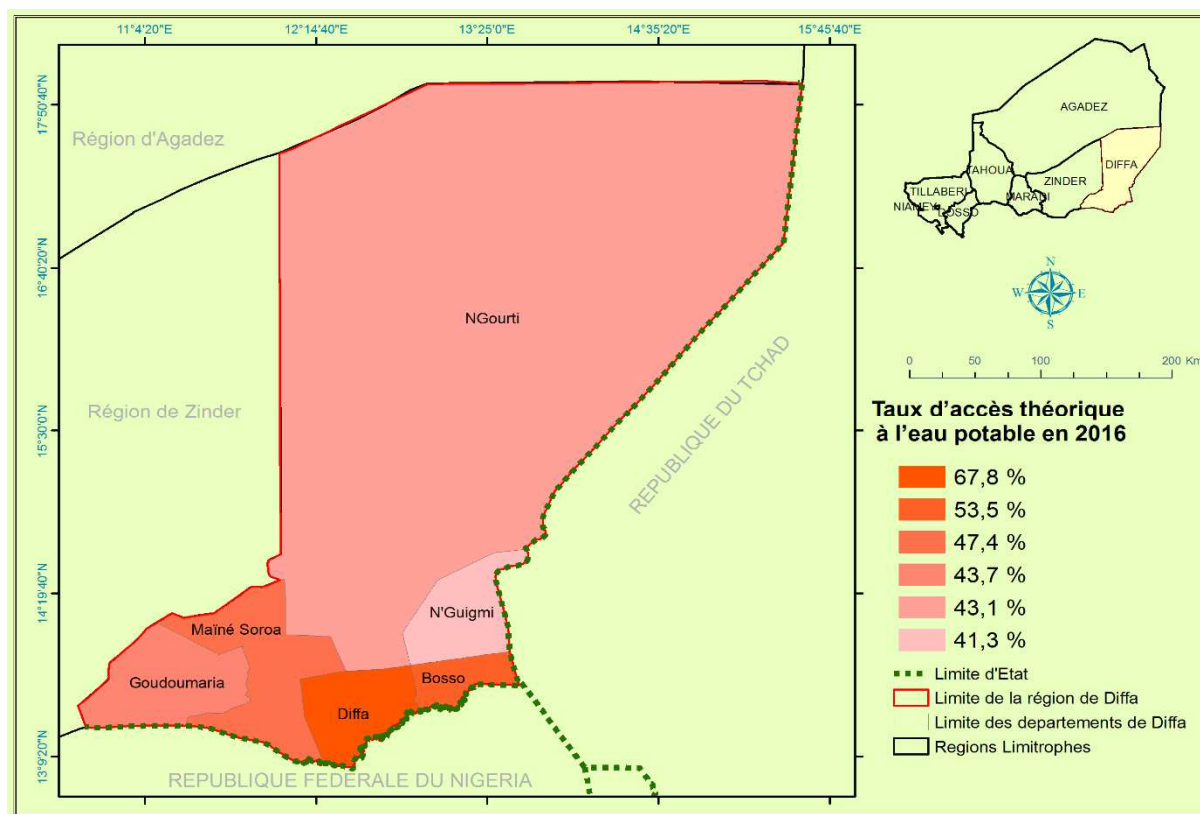 11°4'20"E
12°14'40"E
13°25'0"E
14°35'20"E
15°45'40"E
17°50'40"N
16°40'20"N
15°30'0"N
14°19'40"N
13°9'20"N
Région d'Agadez
NGourti
Région de Zinder
REPUBLIQUE DU TCHAD
N'Guigmi
Maïné Soroa
Goudoumaria
Bosso
Diffa
REPUBLIQUE FEDERALE DU NIGERIA
AGADEZ
DIFFA
TAHOUA
ZINDER
TILLABERI
MARADI
NIAMEY
DOSSO
N
W E
S
0 50 100 200 Km
Taux d'accès théorique
à l'eau potable en 2016
67,8 %
53,5 %
47,4 %
43,7 %
43,1 %
41,3 %
Limite d'Etat
Limite de la région de Diffa
Limite des departements de Diffa
Regions Limitrophes